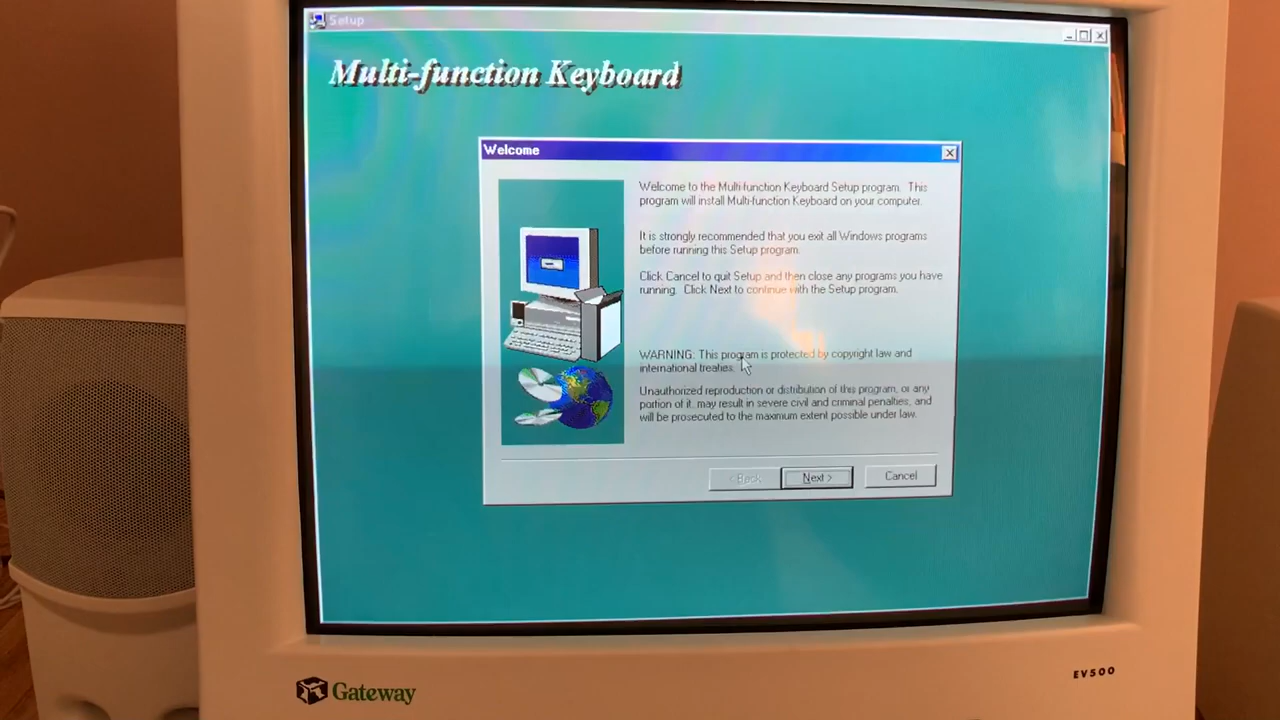 Setup
Multi-function Keyboard
Welcome
Welcome to the Multi-function Keyboard Setup program. This
program will install Multi-function Keyboard on your computer.
It is strongly recommended that you exit all Windows programs
before running this Setup program.
Click Cancel to quit Setup and then close any programs you have
running. Click Next to continue with the Setup program.
WARNING: This program is protected by copyright law and
international treaties.
Unauthorized reproduction or distribution of this program, or any
portion of it, may result in severe civil and criminal penalties, and
will be prosecuted to the maximum extent possible under law.
< Back
Next >
Cancel
Gateway
EV500